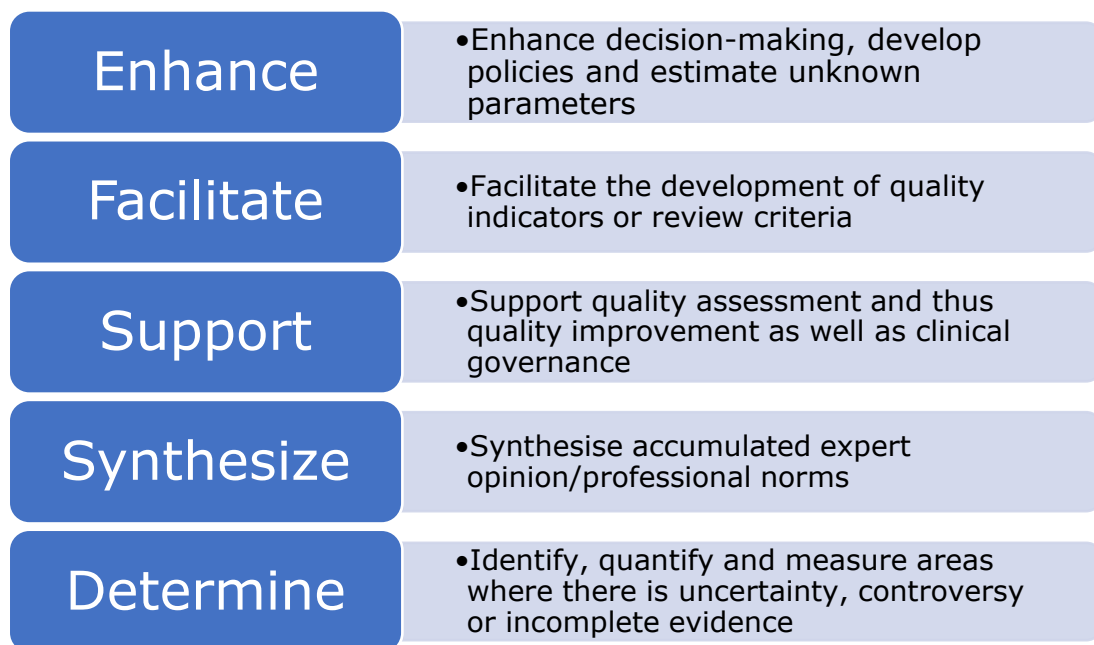 Enhance
•Enhance decision-making, develop
policies and estimate unknown
parameters
Facilitate
•Facilitate the development of quality
indicators or review criteria
Support
•Support quality assessment and thus
quality improvement as well as clinical
governance
Synthesize
•Synthesise accumulated expert
opinion/professional norms
Determine
•Identify, quantify and measure areas
where there is uncertainty, controversy
or incomplete evidence